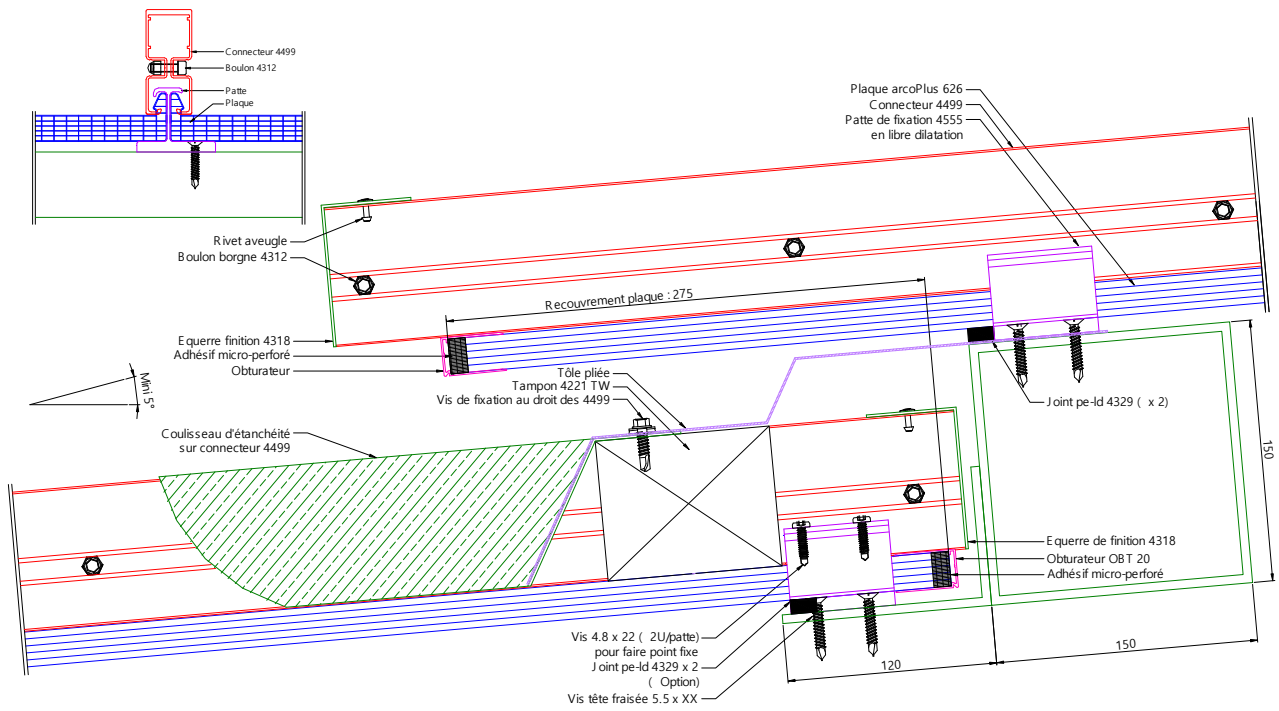 Connecteur 4499
Boulon 4312
Patte
Plaque
Plaque arcoPlus 626
Connecteur 4499
Patte de fixation 4555
en libre dilatation
Rivet aveugle
Boulon borgne 4312
Recouvrement plaque : 275
Equerre finition 4318
Adhésif micro-perforé
Obturateur
Mini 5°
Tôle pliée
Tampon 4221 TW
Vis de fixation au droit des 4499
Joint pe-ld 4329 ( x 2)
Coulisseau d'étanchéité
sur connecteur 4499
150
Equerre de finition 4318
Obturateur OBT 20
Adhésif micro-perforé
Vis 4.8 x 22 ( 2U/patte)
pour faire point fixe
Joint pe-ld 4329 x 2
( Option)
Vis tête fraisée 5.5 x XX
120
150